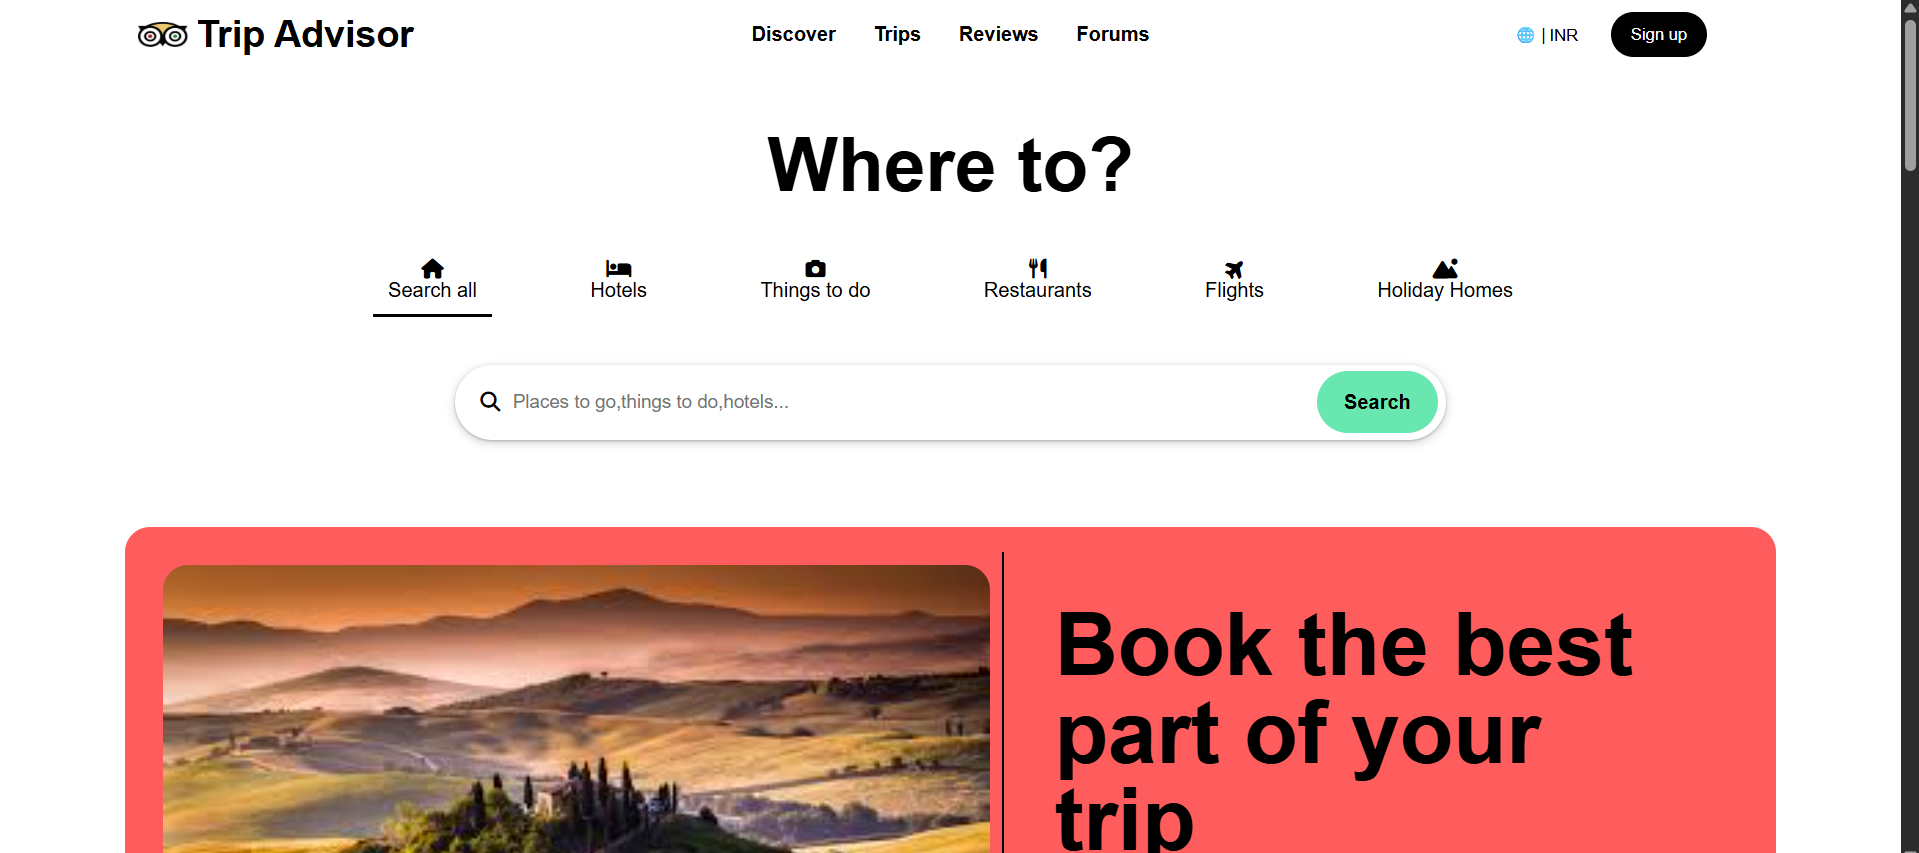 Trip Advisor
Discover Trips Reviews Forums
| INR
Sign up
Where to?
Search all
Hotels
Things to do
Restaurants
Flights
Holiday Homes
Places to go,things to do,hotels...
Search
Book the best
part of your
trip